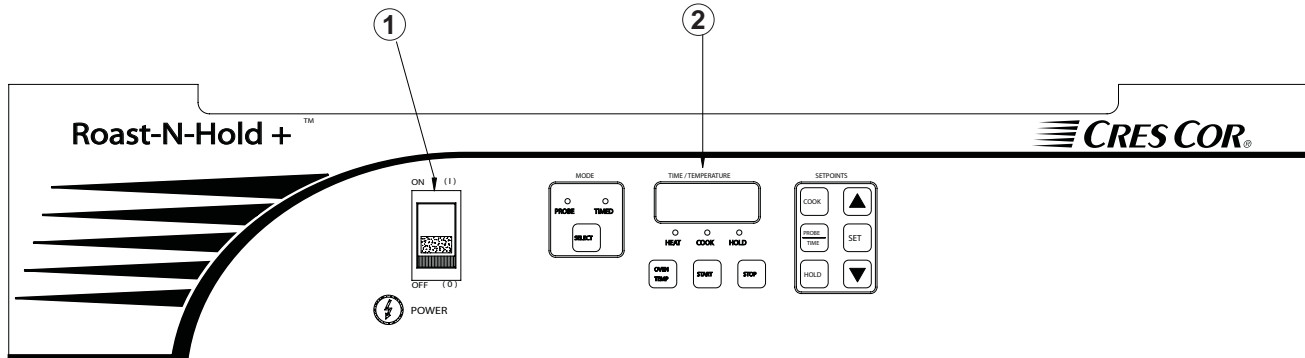 1
2
Roast-N-Hold + ™
CRES COR®
ON ( I )
OFF ( 0 )
POWER
MODE
PROBE TIMED
SELECT
TIME / TEMPERATURE
HEAT COOK HOLD
OVEN
TEMP
START
STOP
SETPOINTS
COOK
PROBE
TIME
SET
HOLD